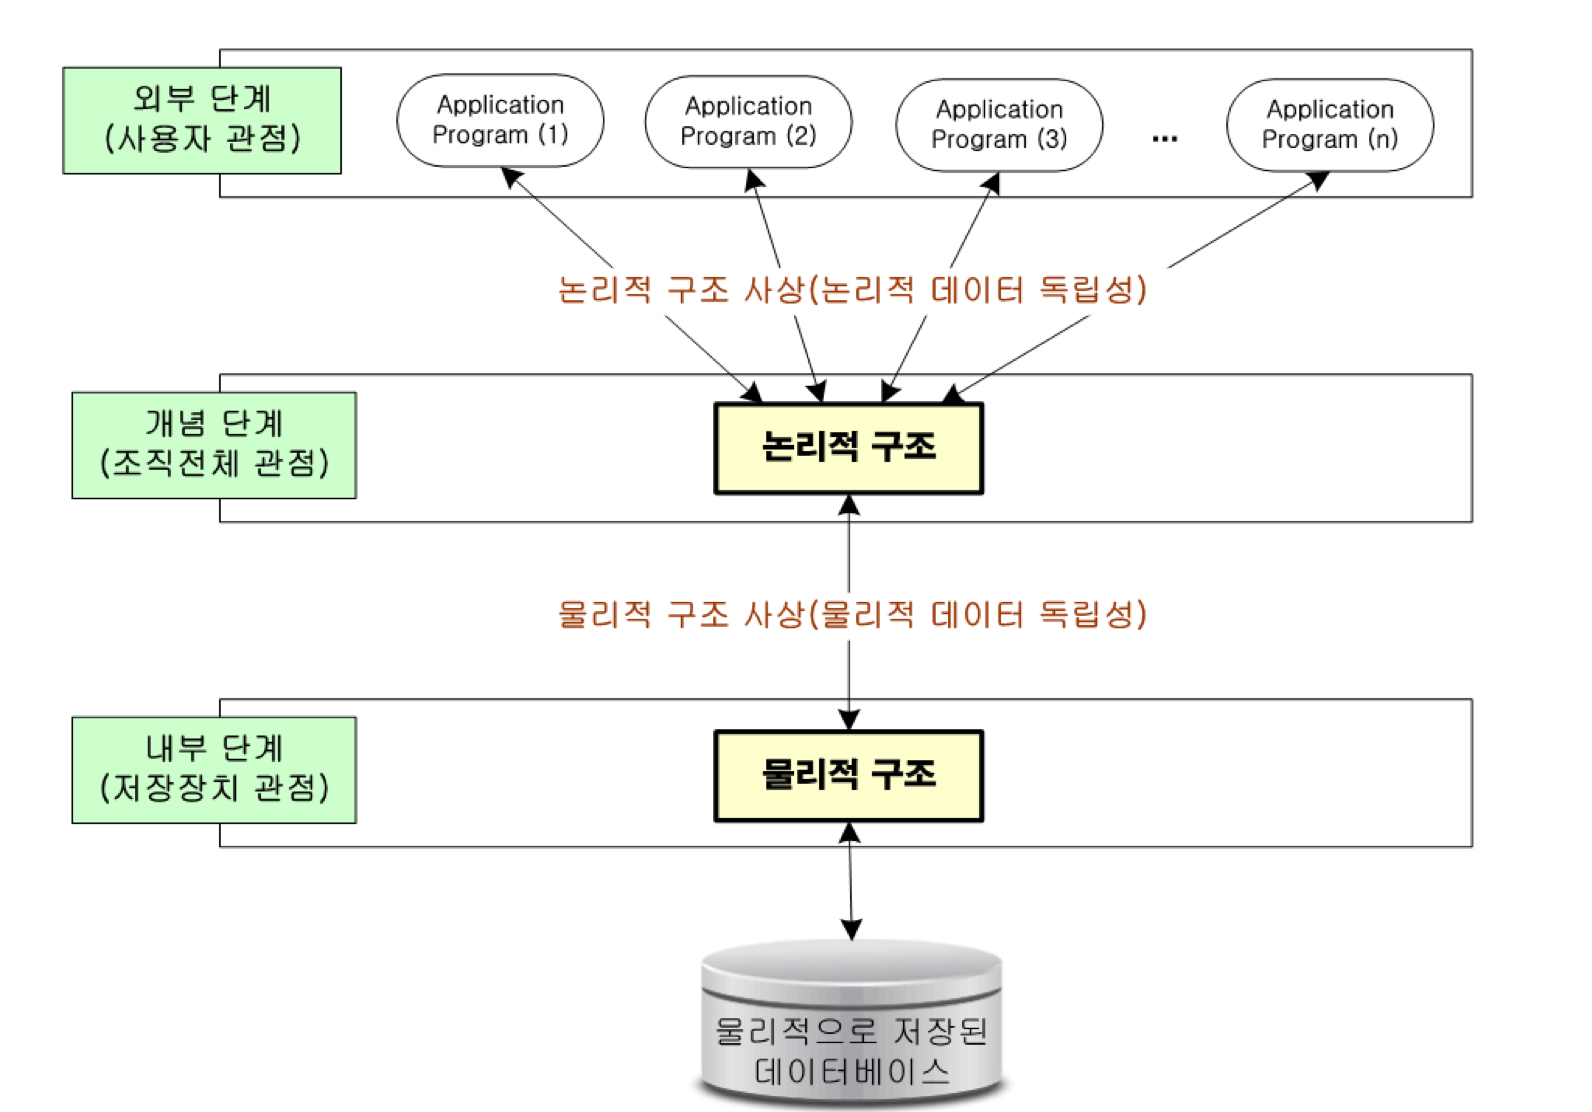 외부 단계
(사용자 관점)
Application
Program (1)
Application
Program (2)
Application
Program (3)
...
Application
Program (n)
논리적 구조 사상(논리적 데이터 독립성)
개념 단계
(조직전체 관점)
논리적 구조
물리적 구조 사상(물리적 데이터 독립성)
내부 단계
(저장장치 관점)
물리적 구조
물리적으로 저장된
데이터베이스